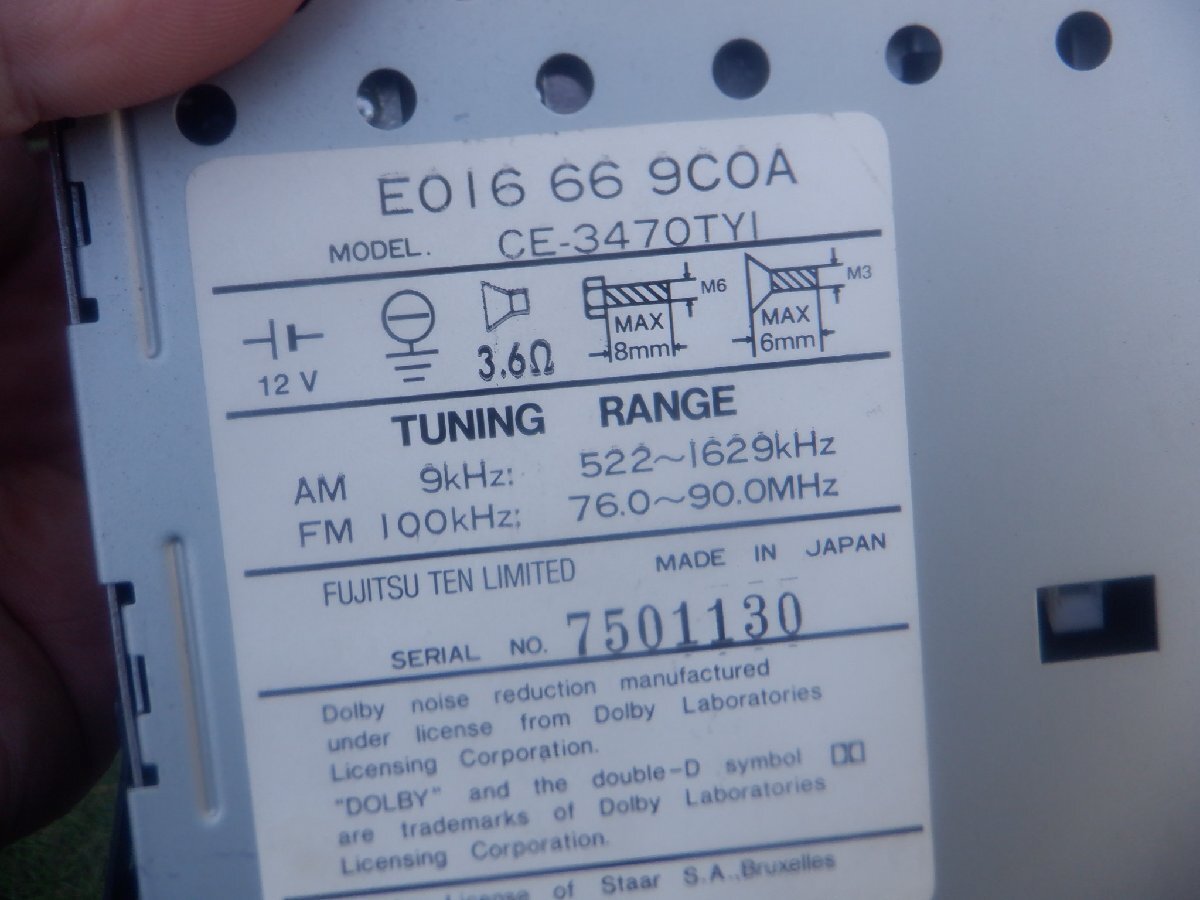 E016 66 9C0A
MODEL. CE-3470TY1
12 V 3.6Ω MAX 8mm M6 MAX 6mm M3
TUNING RANGE
AM 9kHz: 522~1629kHz
FM 100kHz: 76.0~90.0MHz
FUJITSU TEN LIMITED MADE IN JAPAN
SERIAL NO. 7501130
Dolby noise reduction manufactured
under license from Dolby Laboratories
Licensing Corporation.
"DOLBY" and the double-D symbol
are trademarks of Dolby Laboratories
Licensing Corporation.
License of Staar S.A.,Bruxelles